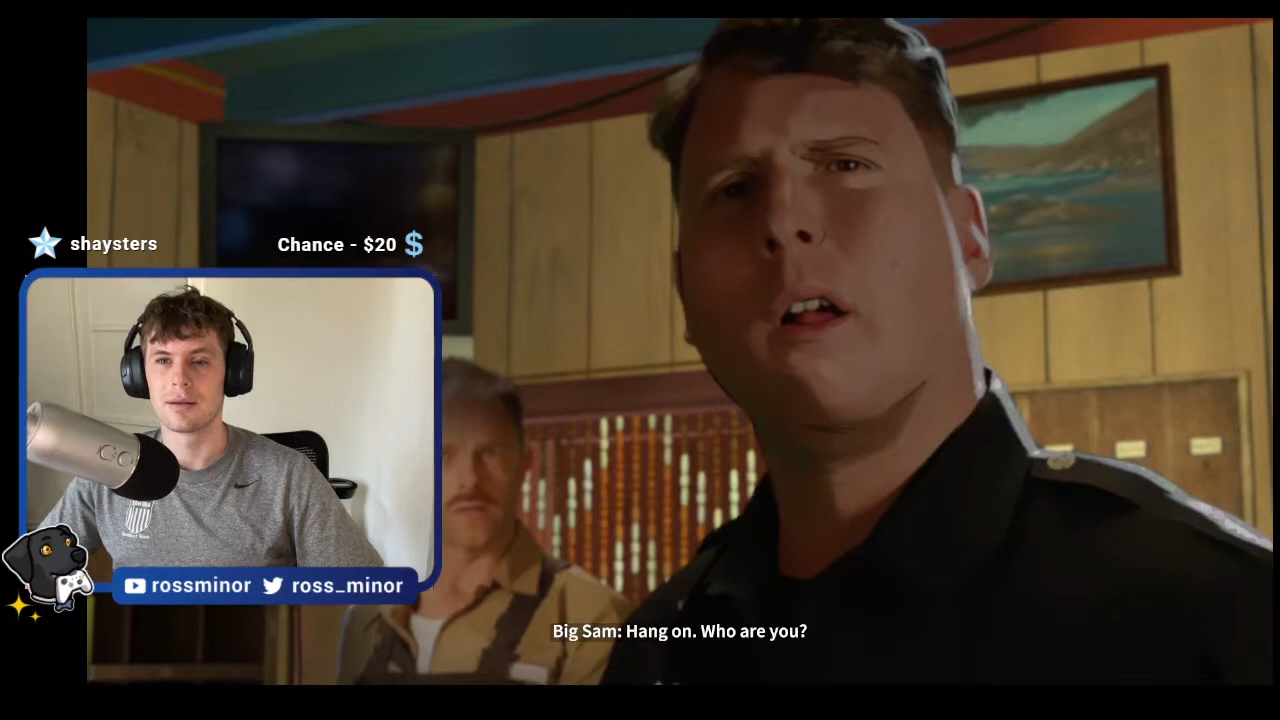 shaysters
Chance - $20 $
rossminor ross_minor
Big Sam: Hang on. Who are you?